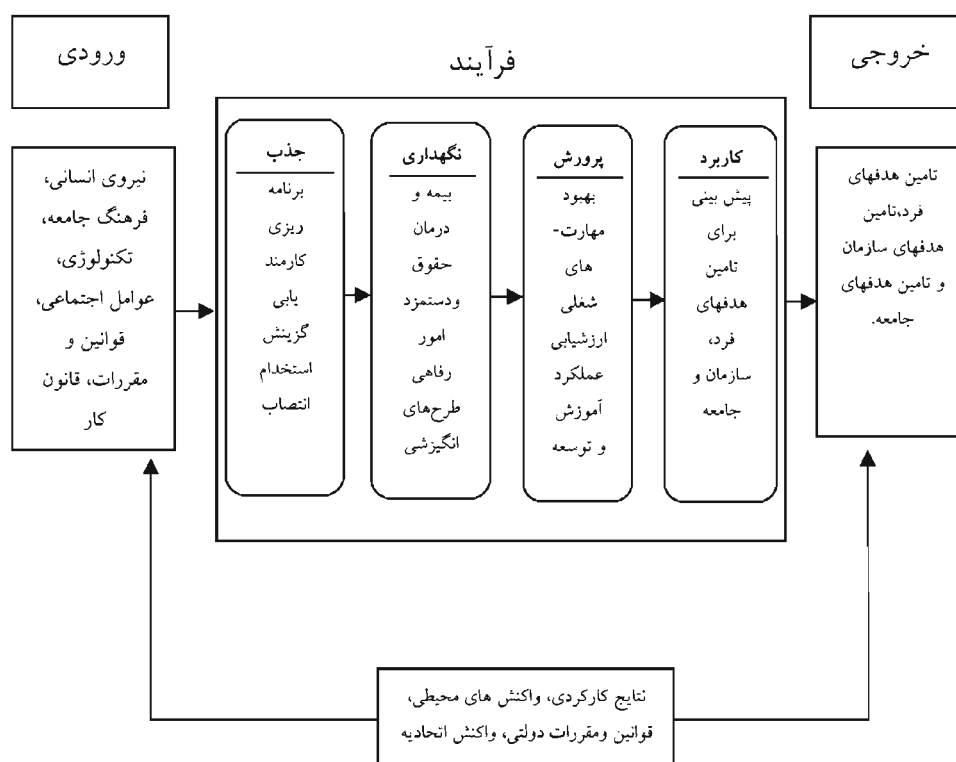 ورودی
فرآیند
خروجی
نیروی انسانی،
فرهنگ جامعه،
تکنولوژی،
عوامل اجتماعی،
قوانین و
مقررات، قانون
کار
جذب
برنامه
ریزی
کارمند
یابی
گزینش
استخدام
انتصاب
نگهداری
بیمه و
درمان
حقوق
ودستمزد
امور
رفاهی
طرح‌های
انگیزشی
پرورش
بهبود
مهارت-
های
شغلی
ارزشیابی
عملکرد
آموزش
و توسعه
کاربرد
پیش بینی
برای
تامین
هدفهای
فرد،
سازمان و
جامعه
تامین هدفهای
فرد،تامین
هدفهای سازمان
و تامین هدفهای
جامعه.
نتایج کارکردی، واکنش های محیطی،
قوانین ومقررات دولتی، واکنش اتحادیه